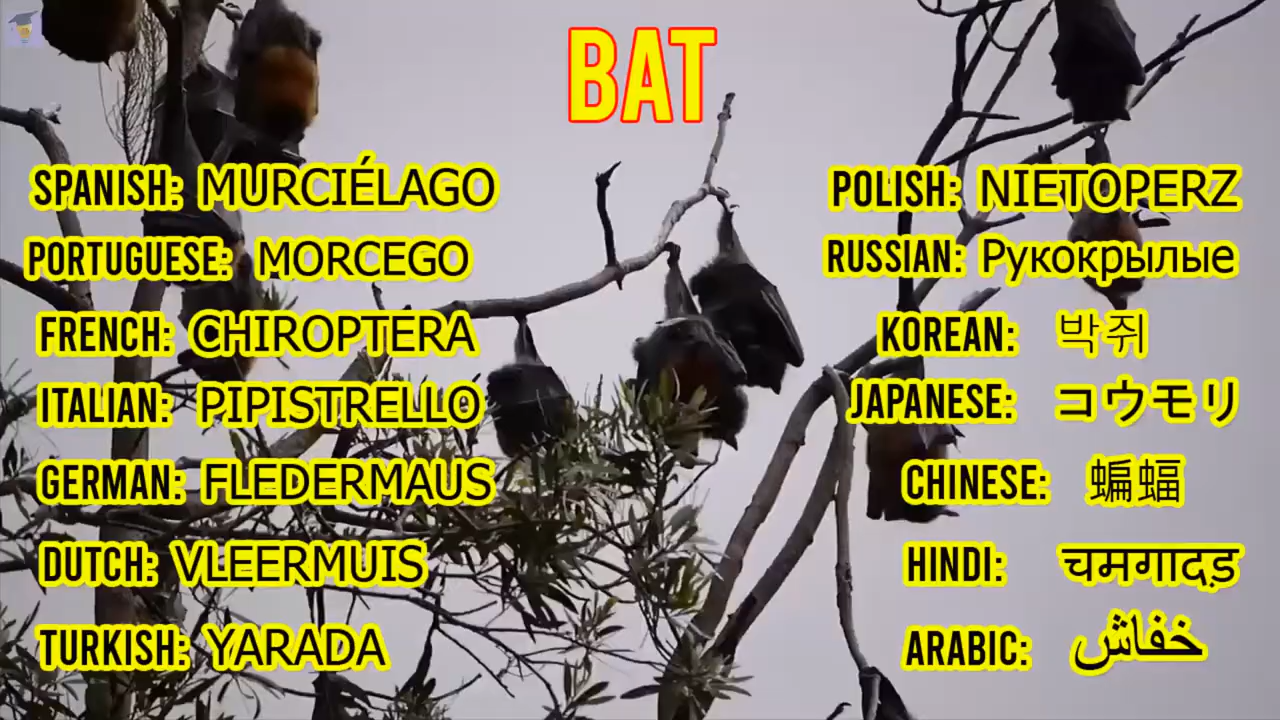 BAT
SPANISH: MURCIÉLAGO
PORTUGUESE: MORCEGO
FRENCH: CHIROPTERA
ITALIAN: PIPISTRELLO
GERMAN: FLEDERMAUS
DUTCH: VLEERMUIS
TURKISH: YARADA
POLISH: NIETOPERZ
RUSSIAN: Рукокрылые
KOREAN: 박쥐
JAPANESE: コウモリ
CHINESE: 蝙蝠
HINDI: चमगादड़
ARABIC: خفاش